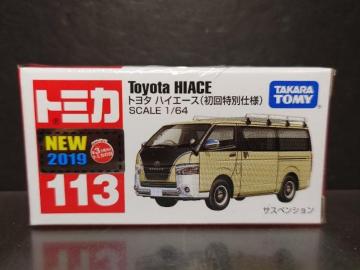 トミカ
NEW
2019
113
Toyota HIACE
トヨタ ハイエース(初回特別仕様)
SCALE 1/64
TAKARA
TOMY
サスペンション